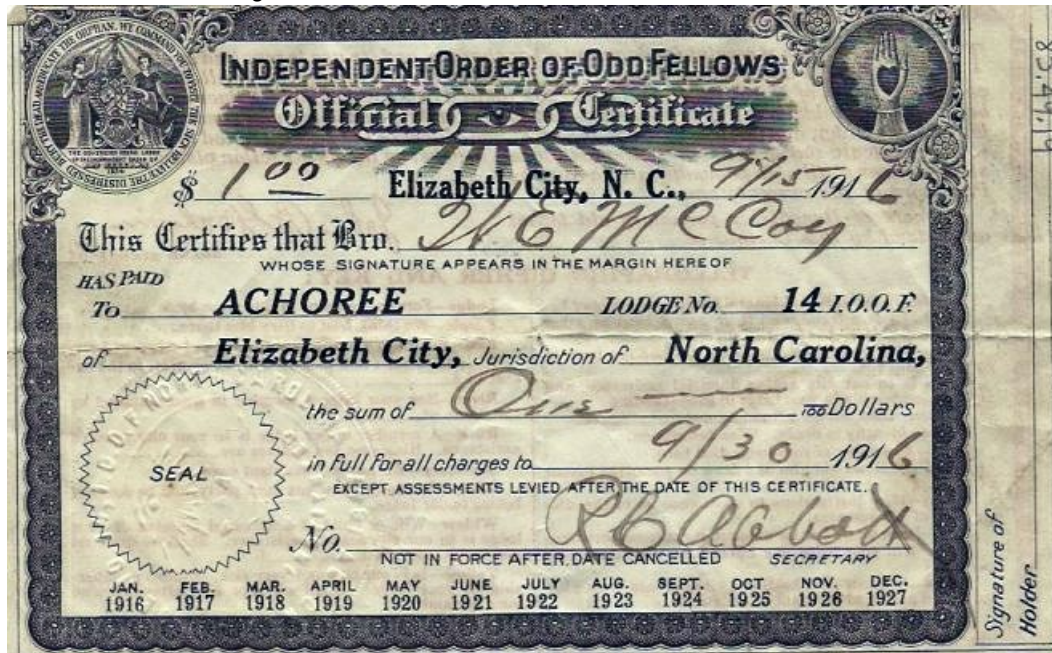 INDEPENDENT ORDER OF ODD FELLOWS
Official Certificate
$ 1 00 Elizabeth City, N. C., 9/15 1916
This Certifies that Bro. W E McCoy
WHOSE SIGNATURE APPEARS IN THE MARGIN HEREOF
HAS PAID
To ACHOREE LODGE No. 14 I.O.O.F.
of Elizabeth City, Jurisdiction of North Carolina,
the sum of One — 100 Dollars
in full for all charges to 9/30 1916
EXCEPT ASSESSMENTS LEVIED AFTER THE DATE OF THIS CERTIFICATE.
SEAL
No. Abbott
NOT IN FORCE AFTER DATE CANCELLED SECRETARY
JAN. FEB. MAR. APRIL MAY JUNE JULY AUG. SEPT. OCT NOV. DEC.
1916 1917 1918 1919 1920 1921 1922 1923 1924 1925 1926 1927
Signature of
Holder